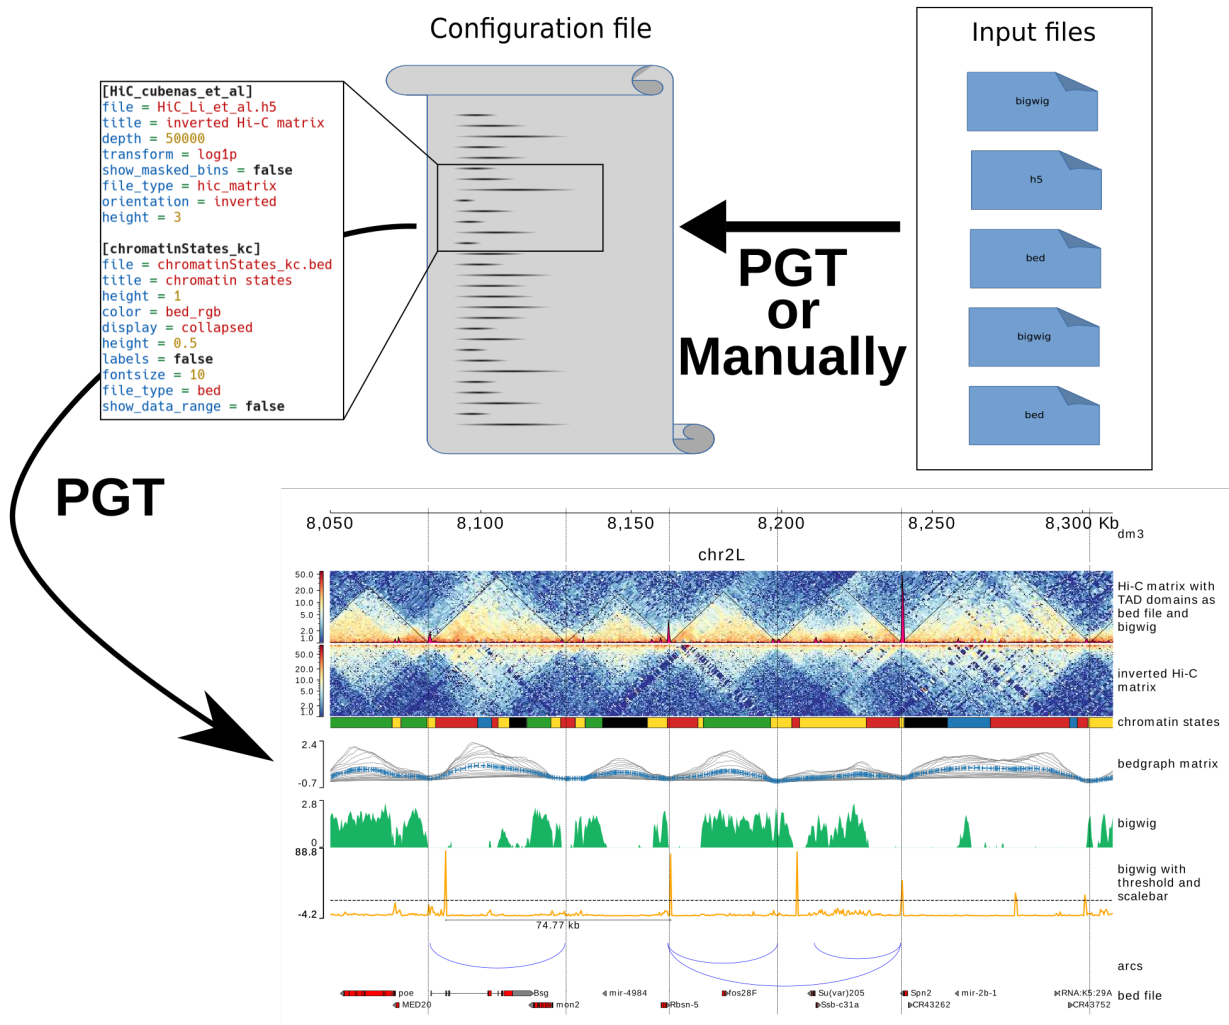 Configuration file
Input files
[HiC_cubenas_et_al]
file = HiC_Li_et_al.h5
title = inverted Hi-C matrix
depth = 50000
transform = log1p
show_masked_bins = false
file_type = hic_matrix
orientation = inverted
height = 3
[chromatinStates_kc]
file = chromatinStates_kc.bed
title = chromatin states
height = 1
color = bed_rgb
display = collapsed
height = 0.5
labels = false
fontsize = 10
file_type = bed
show_data_range = false
bigwig
h5
bed
bigwig
bed
PGT
or
Manually
PGT
8,050 8,100 8,150 8,200 8,250 8,300 Kb
dm3
chr2L
50.0
20.0
10.0
5.0
2.0
1.0
Hi-C matrix with
TAD domains as
bed file and
bigwig
50.0
20.0
10.0
5.0
2.0
1.0
inverted Hi-C
matrix
chromatin states
2.4
-0.7
bedgraph matrix
2.8
0
bigwig
88.8
-4.2
bigwig with
threshold and
scalebar
74.77 kb
arcs
poe Bsg mir-4984 fos28F Su(var)205 Spn2 mir-2b-1 tRNA:K5:29A
MED20 mon2 Rbsn-5 Ssb-c31a CR43262 CR43752
bed file